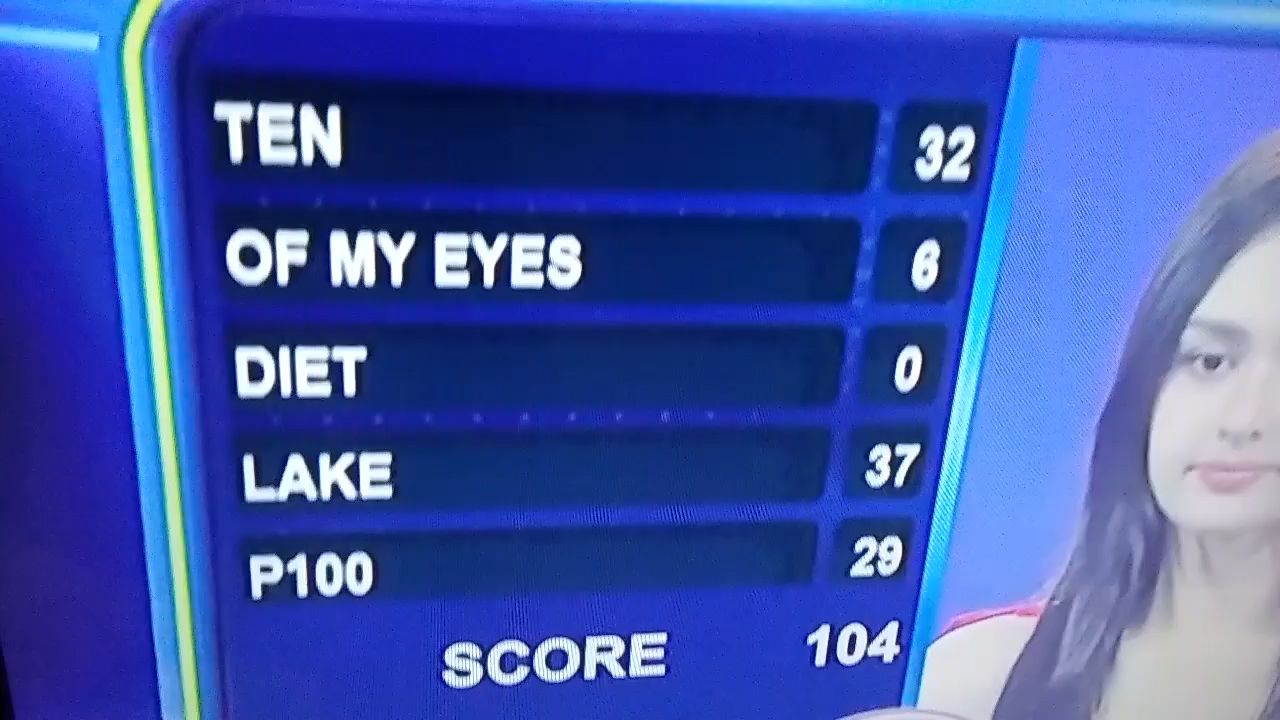 TEN 32
OF MY EYES 6
DIET 0
LAKE 37
P100 29
SCORE 104